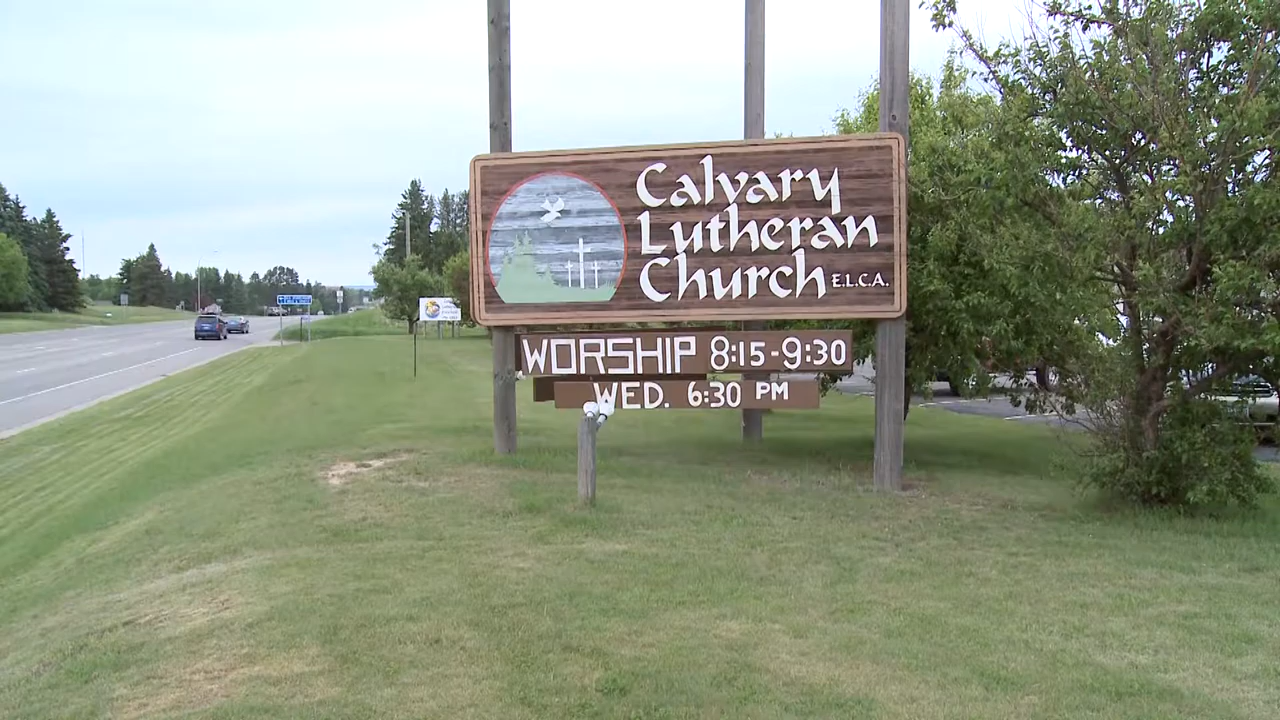 Calvary
Lutheran
Church E.L.C.A.
WORSHIP 8:15-9:30
WED. 6:30 PM